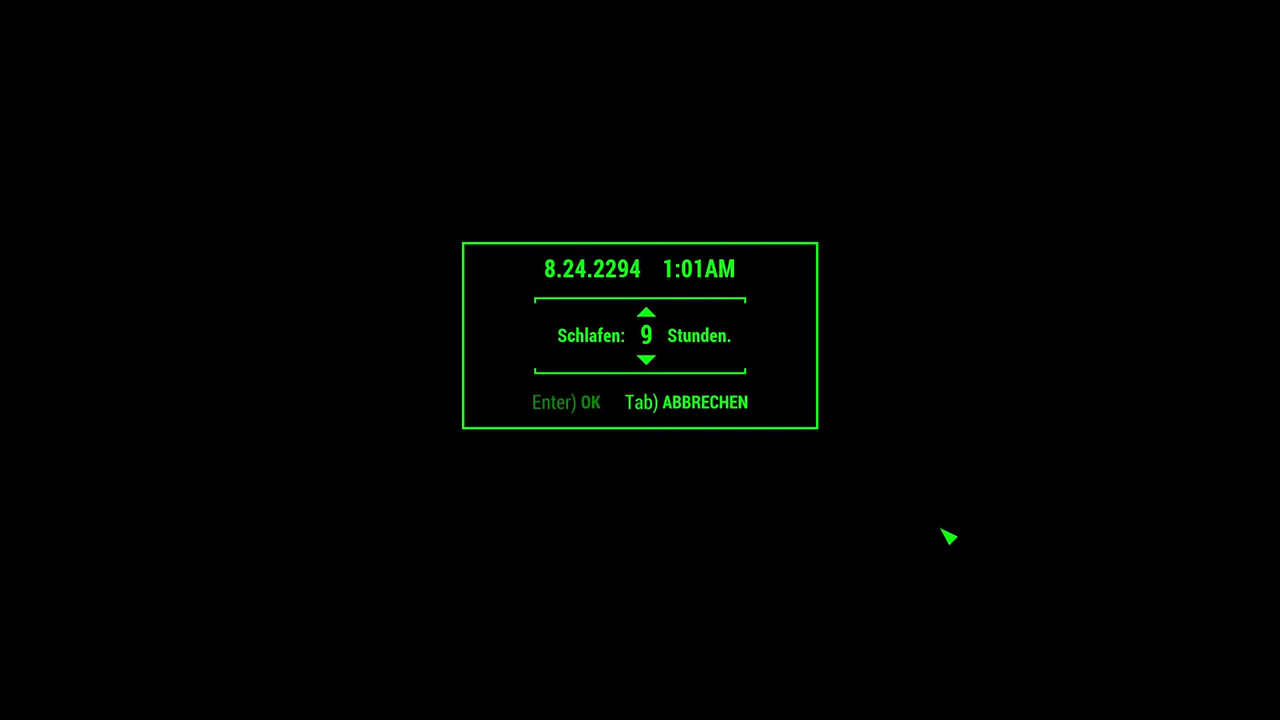 8.24.2294 1:01AM
Schlafen: 9 Stunden.
Enter) OK Tab) ABBRECHEN